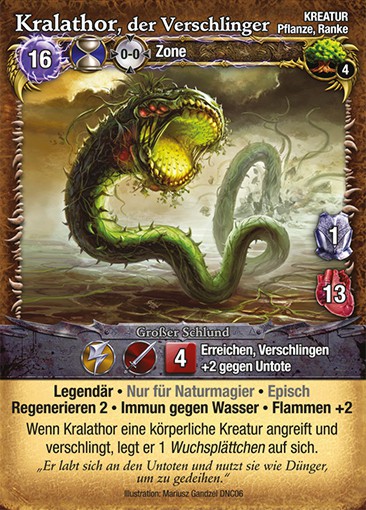 Kralathor, der Verschlinger
KREATUR
Pflanze, Ranke
16
0-0
Zone
4
1
13
Großer Schlund
4
Erreichen, Verschlingen
+2 gegen Untote
Legendär • Nur für Naturmagier • Episch
Regenerieren 2 • Immun gegen Wasser • Flammen +2
Wenn Kralathor eine körperliche Kreatur angreift und
verschlingt, legt er 1 Wuchsplättchen auf sich.
„Er labt sich an den Untoten und nutzt sie wie Dünger,
um zu gedeihen.“
Illustration: Mariusz Gandzel DNC06